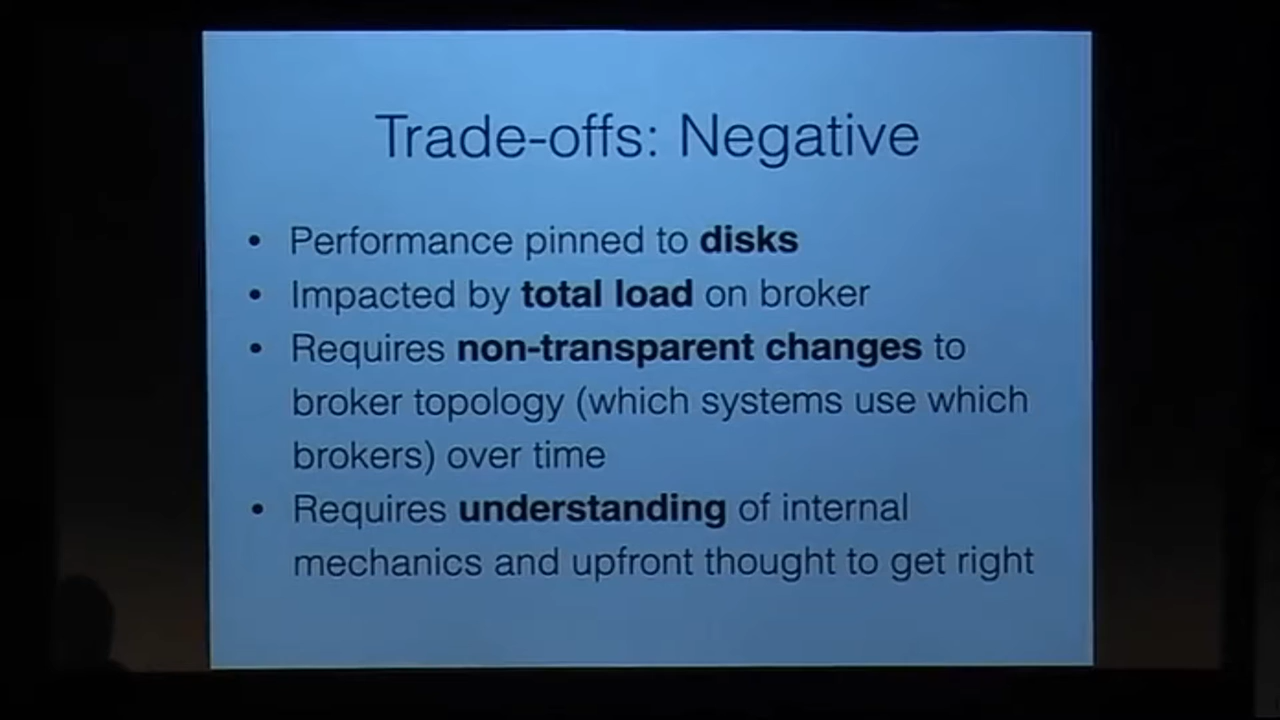 Trade-offs: Negative
• Performance pinned to disks
• Impacted by total load on broker
• Requires non-transparent changes to
broker topology (which systems use which
brokers) over time
• Requires understanding of internal
mechanics and upfront thought to get right